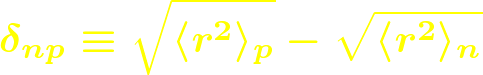 δ_{np} ≡ √⟨r²⟩_p − √⟨r²⟩_n